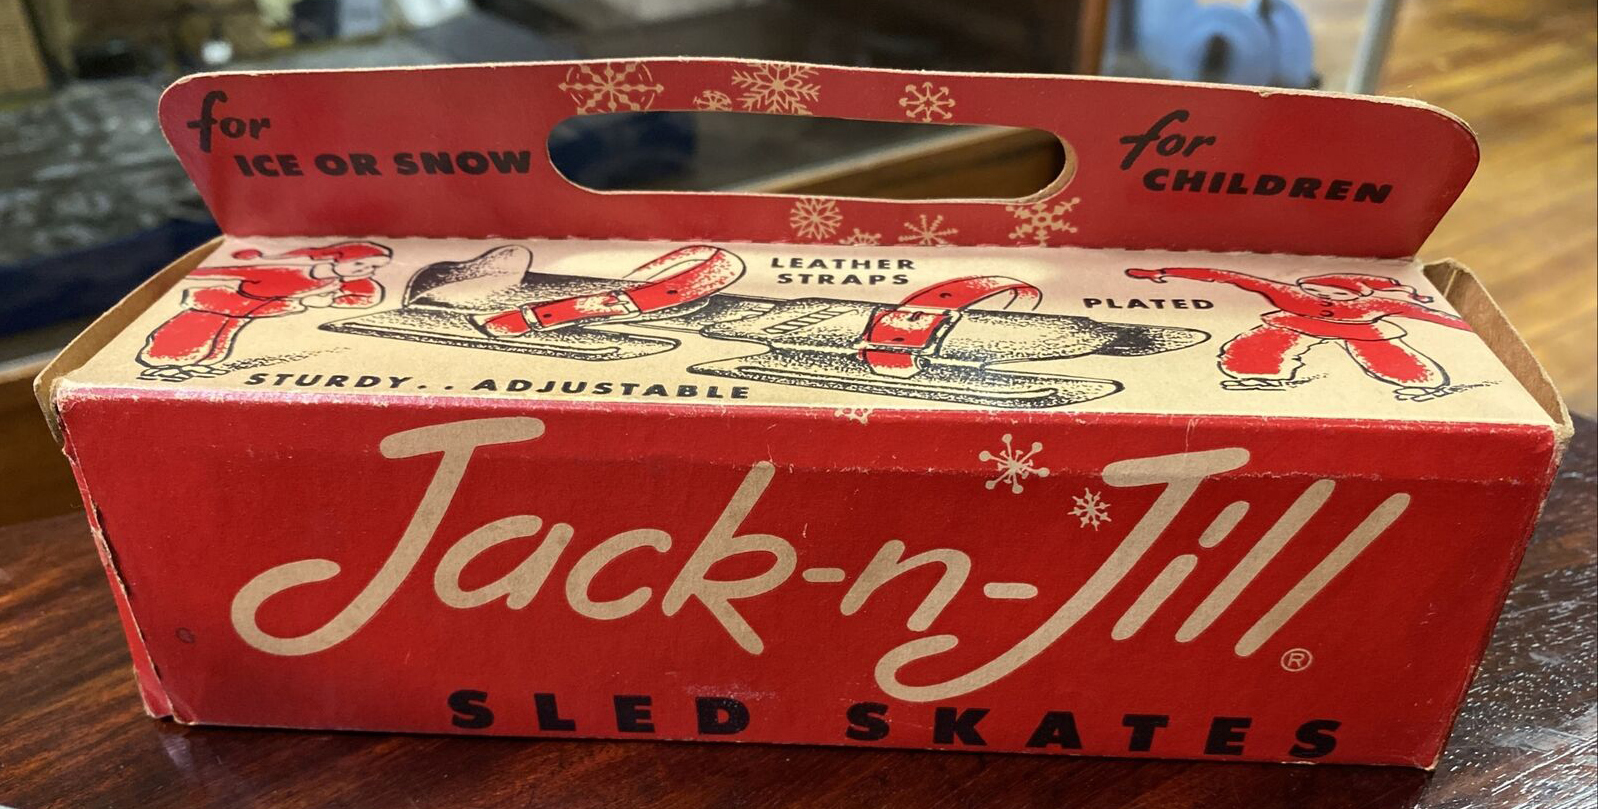 for
ICE OR SNOW
for
CHILDREN
LEATHER
STRAPS
PLATED
STURDY.. ADJUSTABLE
Jack-n-Jill®
SLED SKATES